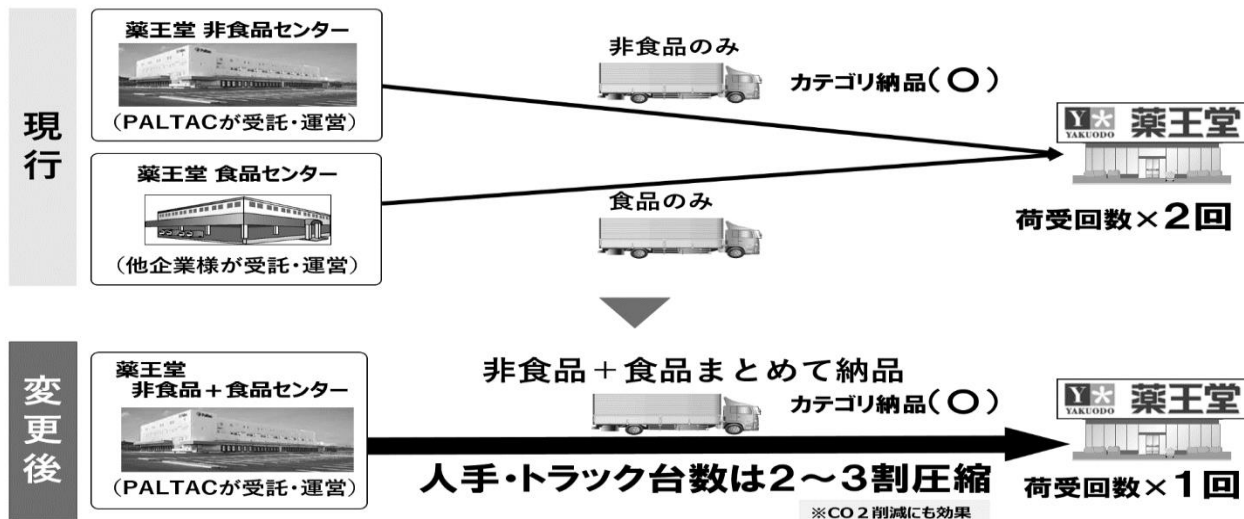 現行
薬王堂 非食品センター
(PALTACが受託・運営)
薬王堂 食品センター
(他企業様が受託・運営)
非食品のみ
カテゴリ納品(〇)
食品のみ
YAKUODO 薬王堂
荷受回数×2回
変更後
薬王堂
非食品+食品センター
(PALTACが受託・運営)
非食品+食品まとめて納品
カテゴリ納品(〇)
人手・トラック台数は2~3割圧縮
※CO2削減にも効果
YAKUODO 薬王堂
荷受回数×1回